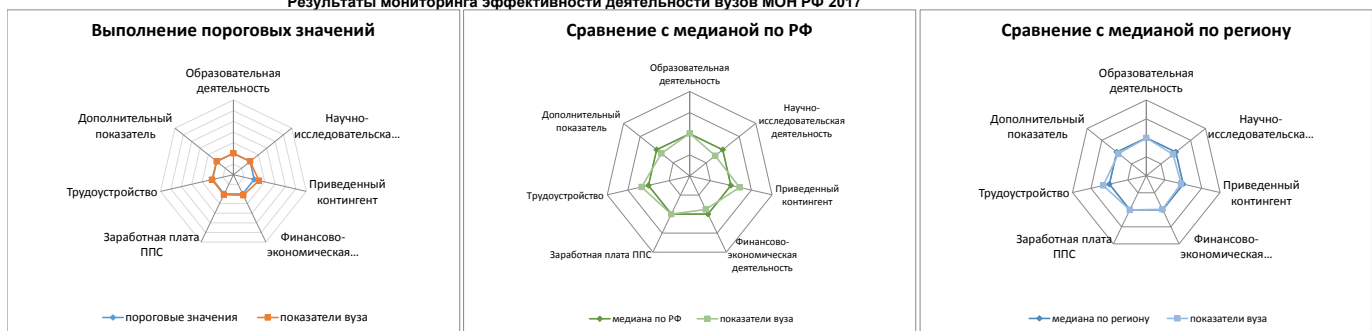 Результаты мониторинга эффективности деятельности вузов МОН РФ 2017
Выполнение пороговых значений
Образовательная
деятельность
Научно-
исследовательска...
Приведенный
контингент
Финансово-
экономическая...
Заработная плата
ППС
Трудоустройство
Дополнительный
показатель
пороговые значения
показатели вуза
Сравнение с медианой по РФ
Образовательная
деятельность
Научно-
исследовательская
деятельность
Приведенный
контингент
Финансово-
экономическая
деятельность
Заработная плата ППС
Трудоустройство
Дополнительный
показатель
медиана по РФ
показатели вуза
Сравнение с медианой по региону
Образовательная
деятельность
Научно-
исследовательска...
Приведенный
контингент
Финансово-
экономическая...
Заработная плата
ППС
Трудоустройство
Дополнительный
показатель
медиана по региону
показатели вуза